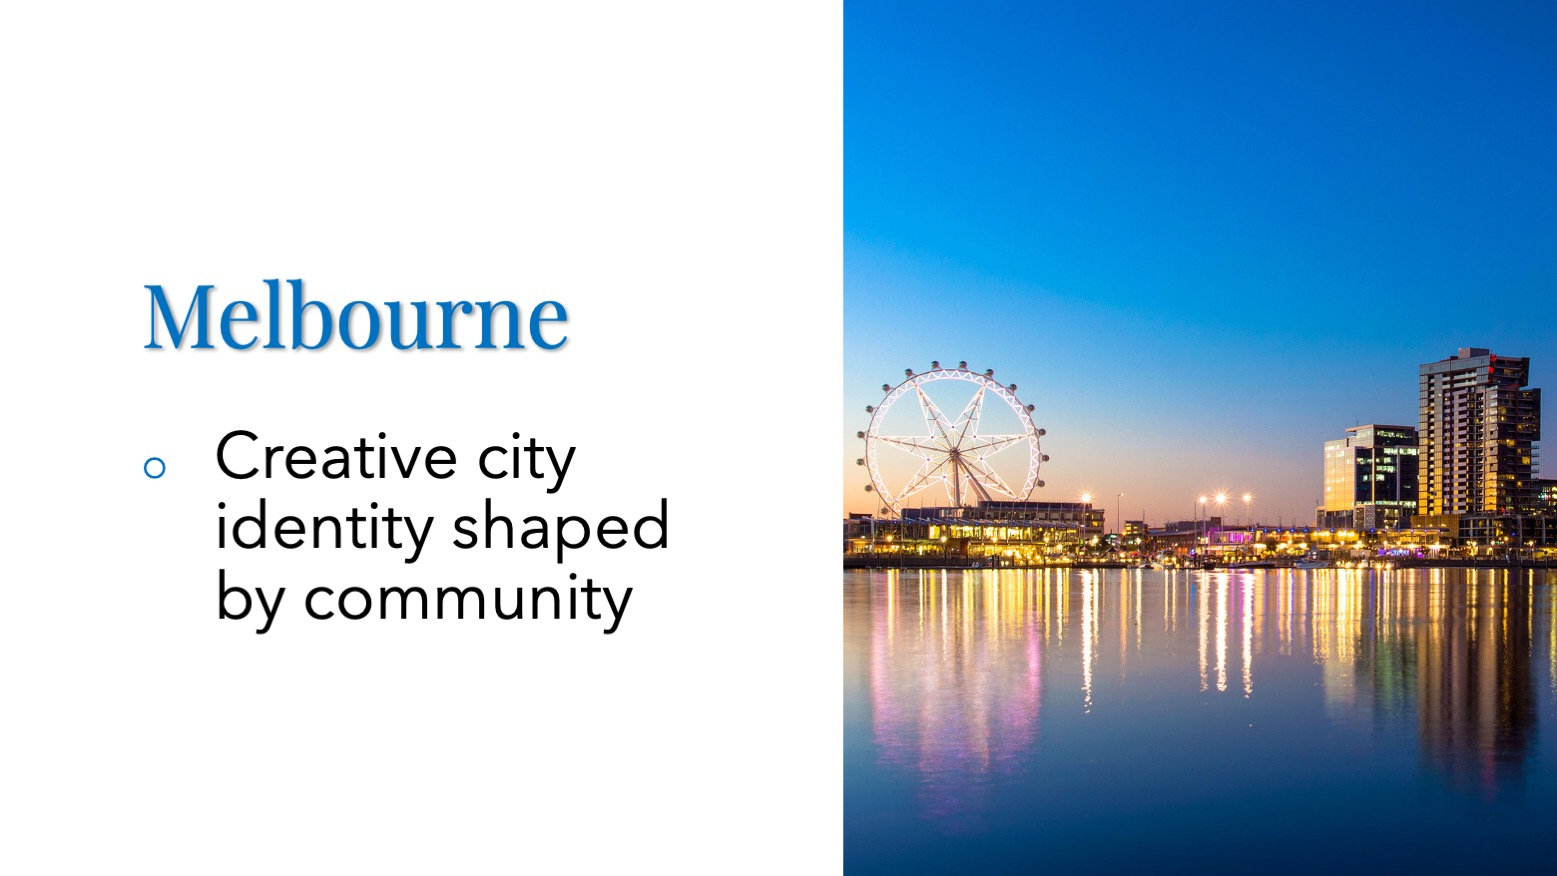 Melbourne
Creative city
identity shaped
by community